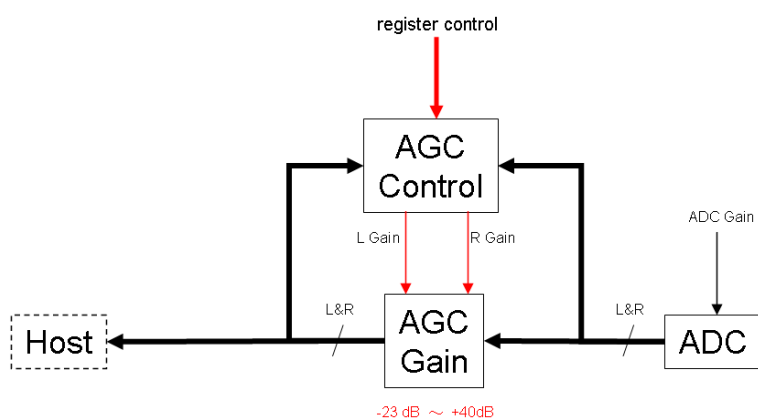 register control
AGC
Control
L Gain
R Gain
ADC Gain
L&R
L&R
Host
AGC
Gain
ADC
-23 dB ～ +40dB